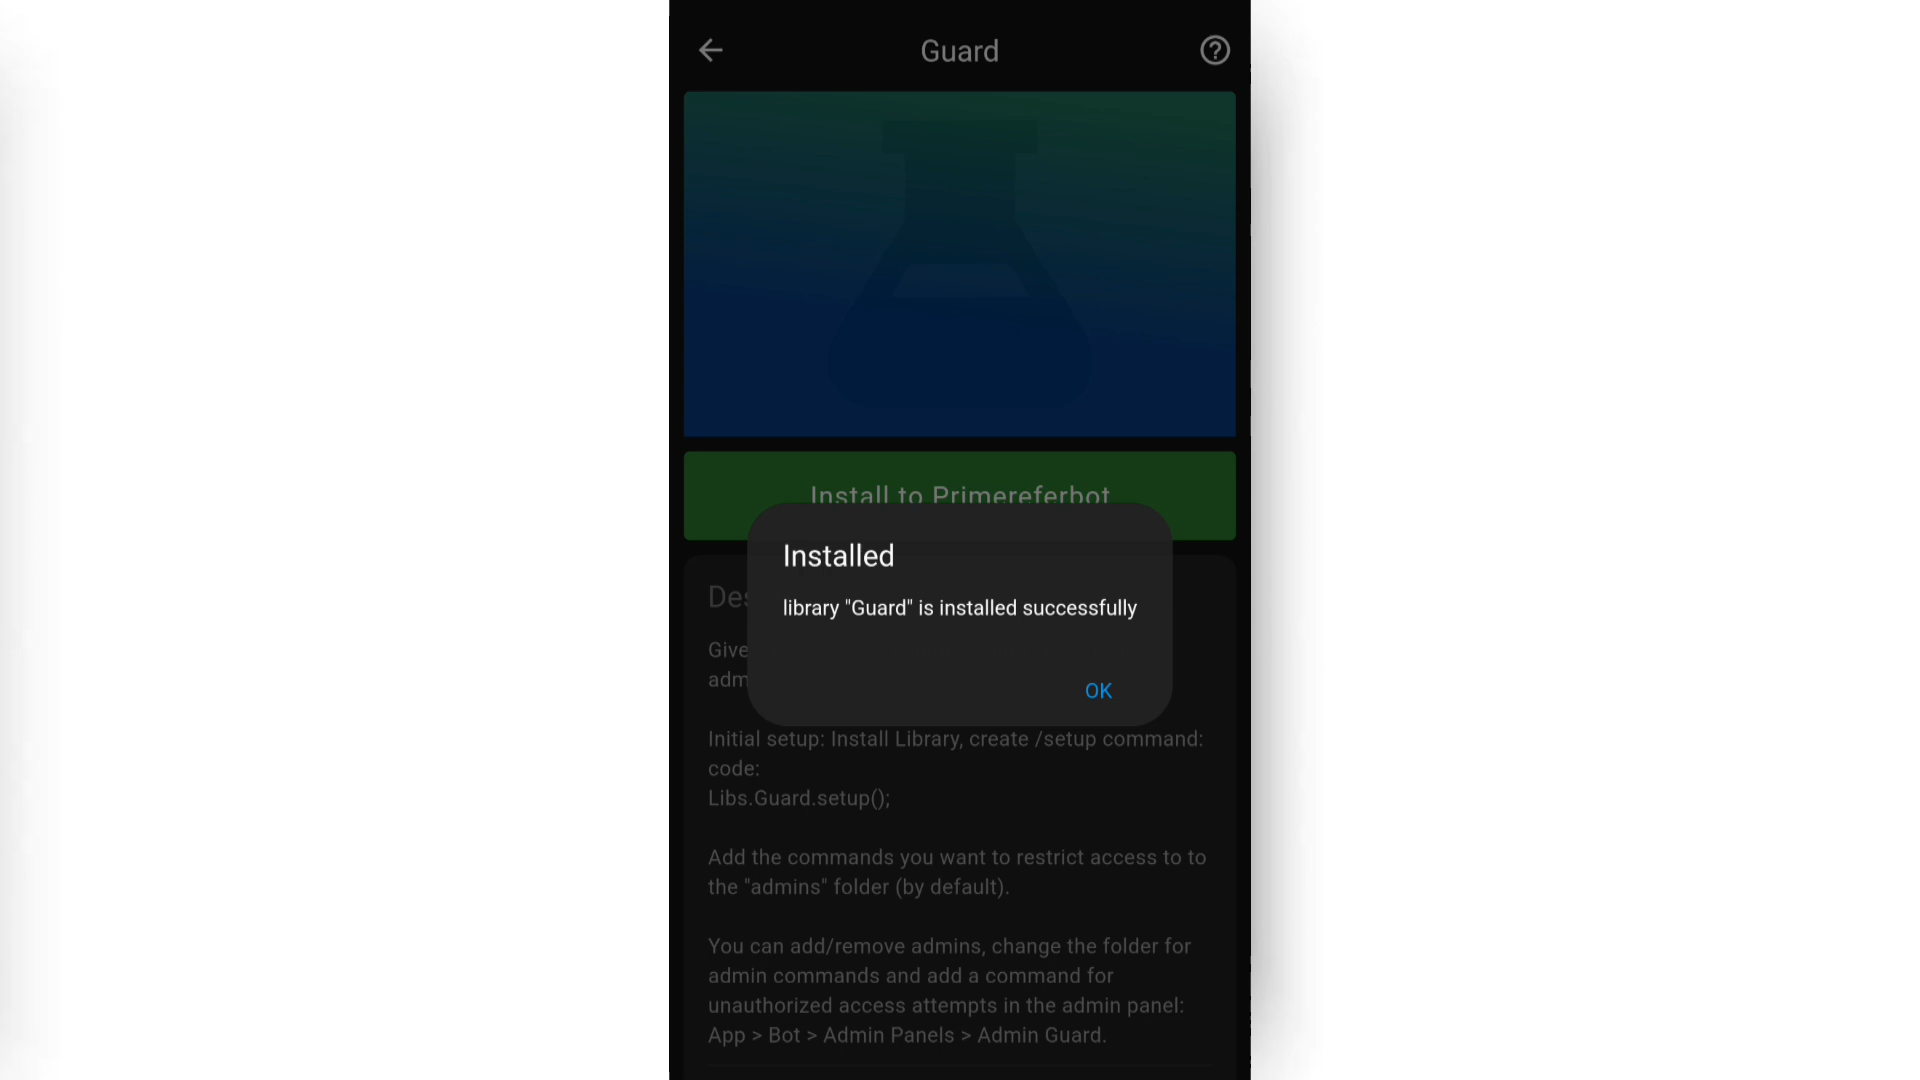 Guard
Install to Primereferbot
Installed
library "Guard" is installed successfully
OK
Give
Initial setup: Install Library, create /setup command:
code:
Libs.Guard.setup();
Add the commands you want to restrict access to to
the "admins" folder (by default).
You can add/remove admins, change the folder for
admin commands and add a command for
unauthorized access attempts in the admin panel:
App > Bot > Admin Panels > Admin Guard.